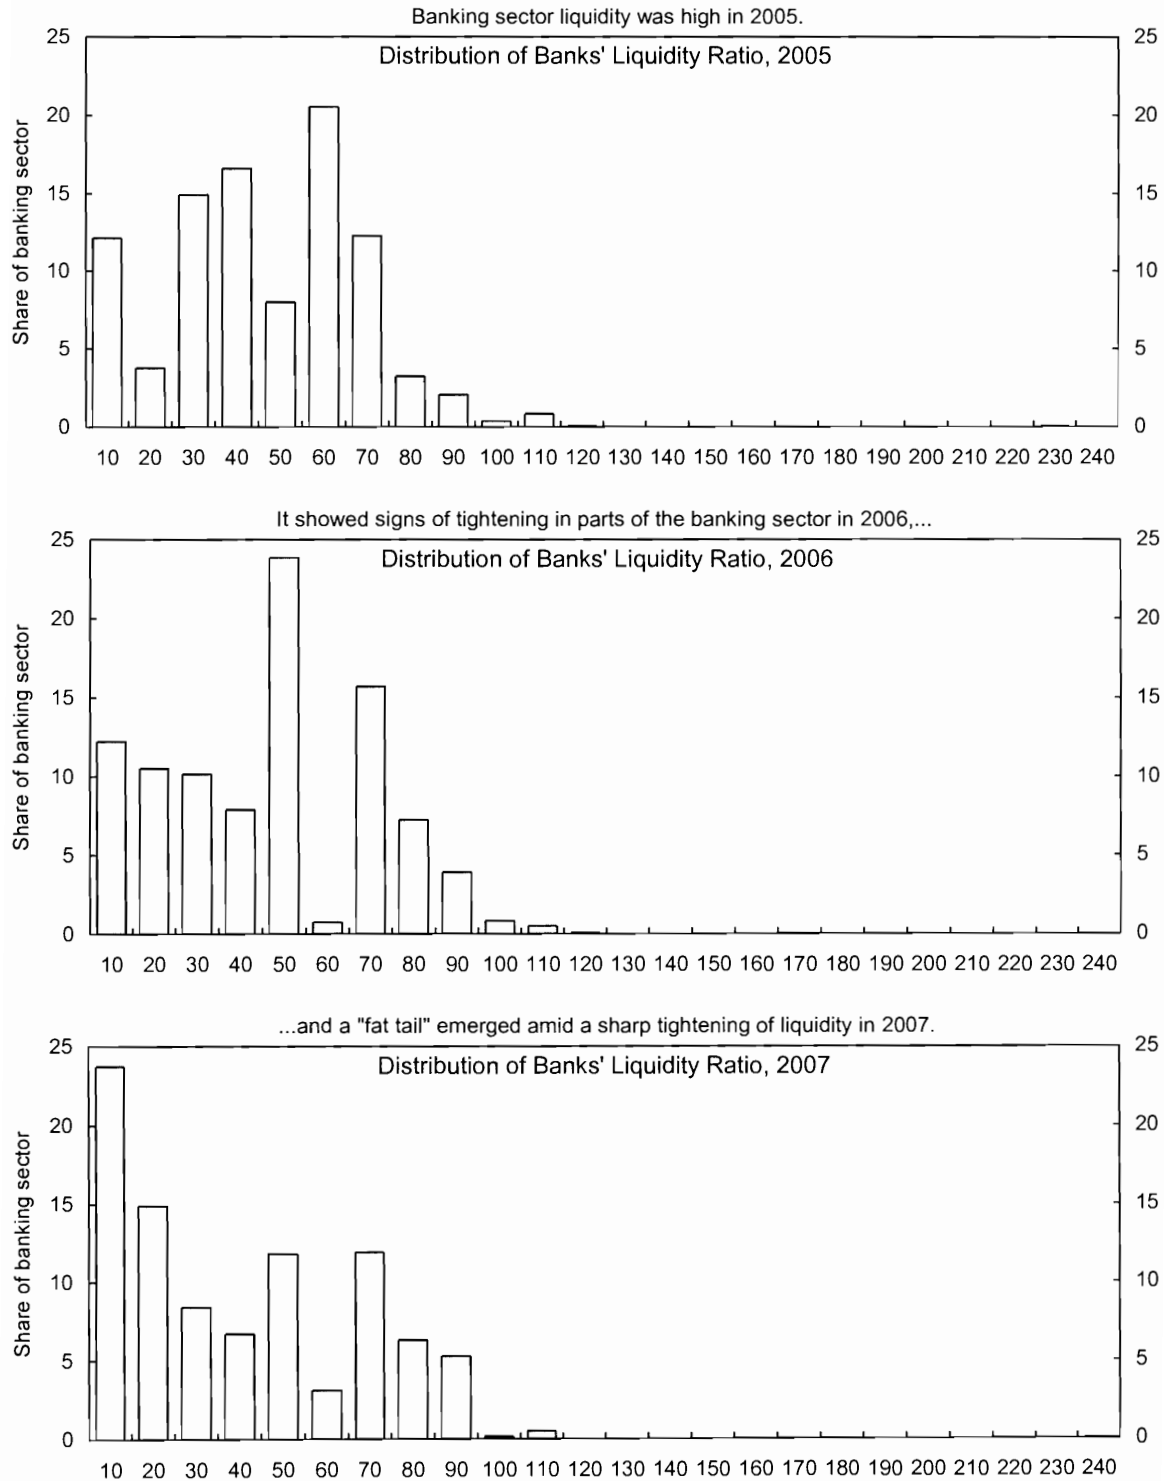 Banking sector liquidity was high in 2005.
Distribution of Banks' Liquidity Ratio, 2005
Share of banking sector
25 25
20 20
15 15
10 10
5 5
0 0
10 20 30 40 50 60 70 80 90 100 110 120 130 140 150 160 170 180 190 200 210 220 230 240
It showed signs of tightening in parts of the banking sector in 2006,...
Distribution of Banks' Liquidity Ratio, 2006
Share of banking sector
25 25
20 20
15 15
10 10
5 5
0 0
10 20 30 40 50 60 70 80 90 100 110 120 130 140 150 160 170 180 190 200 210 220 230 240
...and a "fat tail" emerged amid a sharp tightening of liquidity in 2007.
Distribution of Banks' Liquidity Ratio, 2007
Share of banking sector
25 25
20 20
15 15
10 10
5 5
0 0
10 20 30 40 50 60 70 80 90 100 110 120 130 140 150 160 170 180 190 200 210 220 230 240